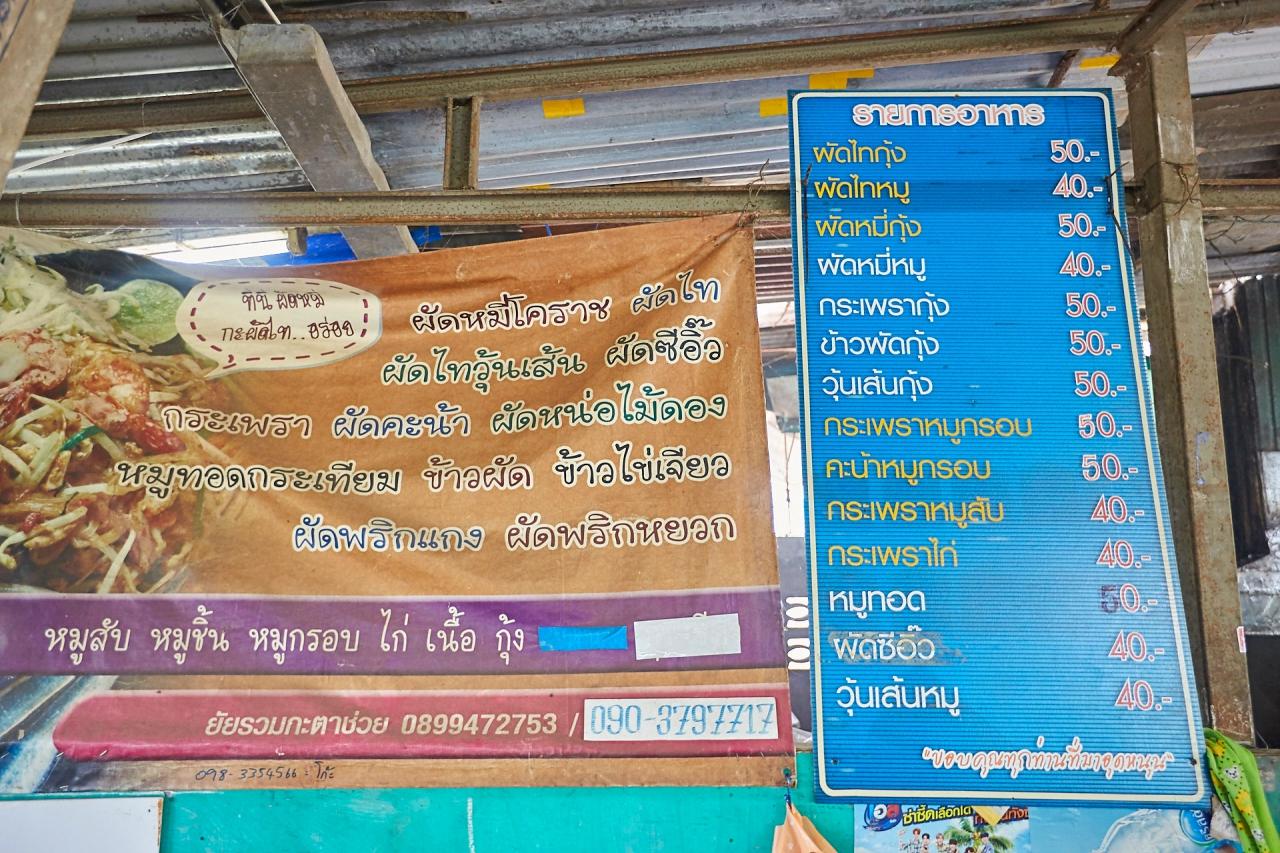 ที่นี่ ผัดหมี่
กะผัดไท..อร่อย
ผัดหมี่โคราช ผัดไท
ผัดไทวุ้นเส้น ผัดซีอิ๊ว
กระเพรา ผัดคะน้า ผัดหน่อไม้ดอง
หมูทอดกระเทียม ข้าวผัด ข้าวไข่เจียว
ผัดพริกแกง ผัดพริกหยวก
หมูสับ หมูชิ้น หมูกรอบ ไก่ เนื้อ กุ้ง
ยัยรวมกะตาช่วย 0899472753 / 090-3797717
098-3354566 : โก๊ะ
รายการอาหาร
ผัดไทกุ้ง 50.-
ผัดไทหมู 40.-
ผัดหมี่กุ้ง 50.-
ผัดหมี่หมู 40.-
กระเพรากุ้ง 50.-
ข้าวผัดกุ้ง 50.-
วุ้นเส้นกุ้ง 50.-
กระเพราหมูกรอบ 50.-
คะน้าหมูกรอบ 50.-
กระเพราหมูสับ 40.-
กระเพราไก่ 40.-
หมูทอด 50.-
ผัดซีอิ๊ว 40.-
วุ้นเส้นหมู 40.-
"ขอบคุณทุกท่านที่มาอุดหนุน"